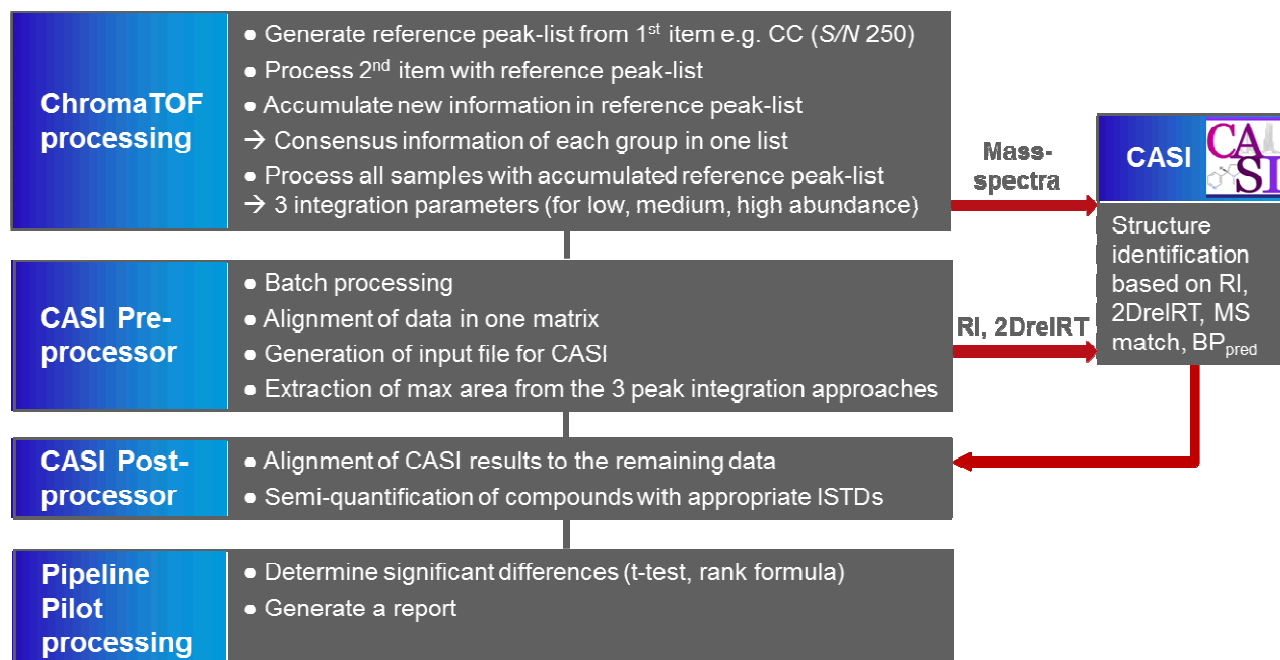 ChromaTOF
processing
● Generate reference peak-list from 1st item e.g. CC (S/N 250)
● Process 2nd item with reference peak-list
● Accumulate new information in reference peak-list
→ Consensus information of each group in one list
● Process all samples with accumulated reference peak-list
→ 3 integration parameters (for low, medium, high abundance)
Mass-
spectra
CASI
CA
SI
Structure
identification
based on RI,
2DrelRT, MS
match, BPpred
CASI Pre-
processor
● Batch processing
● Alignment of data in one matrix
● Generation of input file for CASI
● Extraction of max area from the 3 peak integration approaches
RI, 2DrelRT
CASI Post-
processor
● Alignment of CASI results to the remaining data
● Semi-quantification of compounds with appropriate ISTDs
Pipeline
Pilot
processing
● Determine significant differences (t-test, rank formula)
● Generate a report